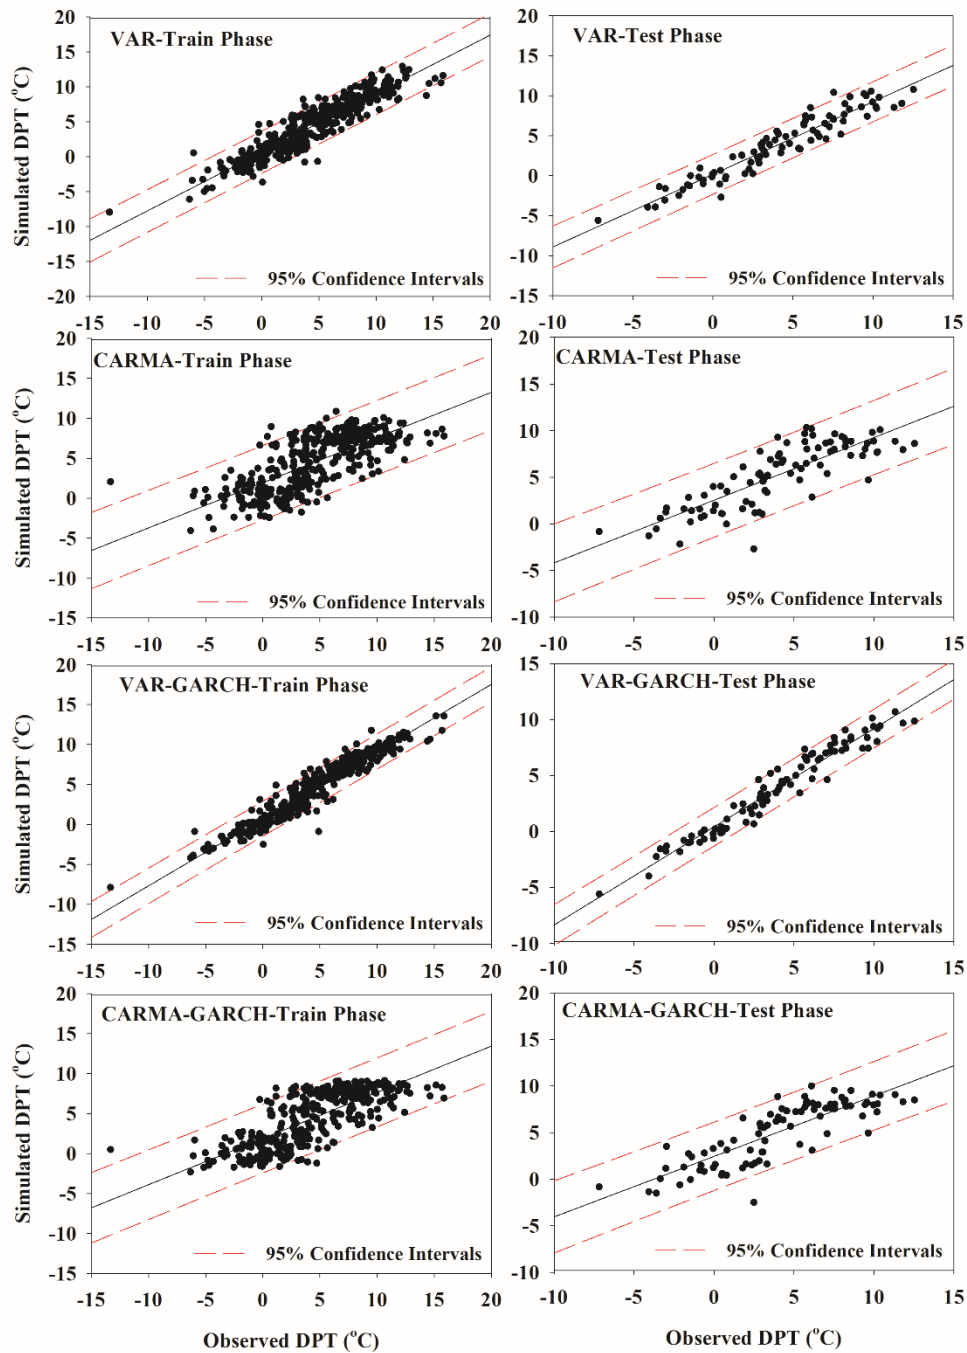 VAR-Train Phase
20
15
10
5
0
-5
-10
-15
-20
Simulated DPT (°C)
95% Confidence Intervals
-15 -10 -5 0 5 10 15 20
VAR-Test Phase
20
15
10
5
0
-5
-10
-15
95% Confidence Intervals
-10 -5 0 5 10 15
CARMA-Train Phase
20
15
10
5
0
-5
-10
-15
Simulated DPT (°C)
95% Confidence Intervals
-15 -10 -5 0 5 10 15 20
CARMA-Test Phase
20
15
10
5
0
-5
-10
95% Confidence Intervals
-10 -5 0 5 10 15
VAR-GARCH-Train Phase
20
15
10
5
0
-5
-10
-15
Simulated DPT (°C)
95% Confidence Intervals
-15 -10 -5 0 5 10 15 20
VAR-GARCH-Test Phase
15
10
5
0
-5
-10
95% Confidence Intervals
-10 -5 0 5 10 15
CARMA-GARCH-Train Phase
20
15
10
5
0
-5
-10
-15
Simulated DPT (°C)
95% Confidence Intervals
-15 -10 -5 0 5 10 15 20
Observed DPT (°C)
CARMA-GARCH-Test Phase
20
15
10
5
0
-5
-10
95% Confidence Intervals
-10 -5 0 5 10 15
Observed DPT (°C)